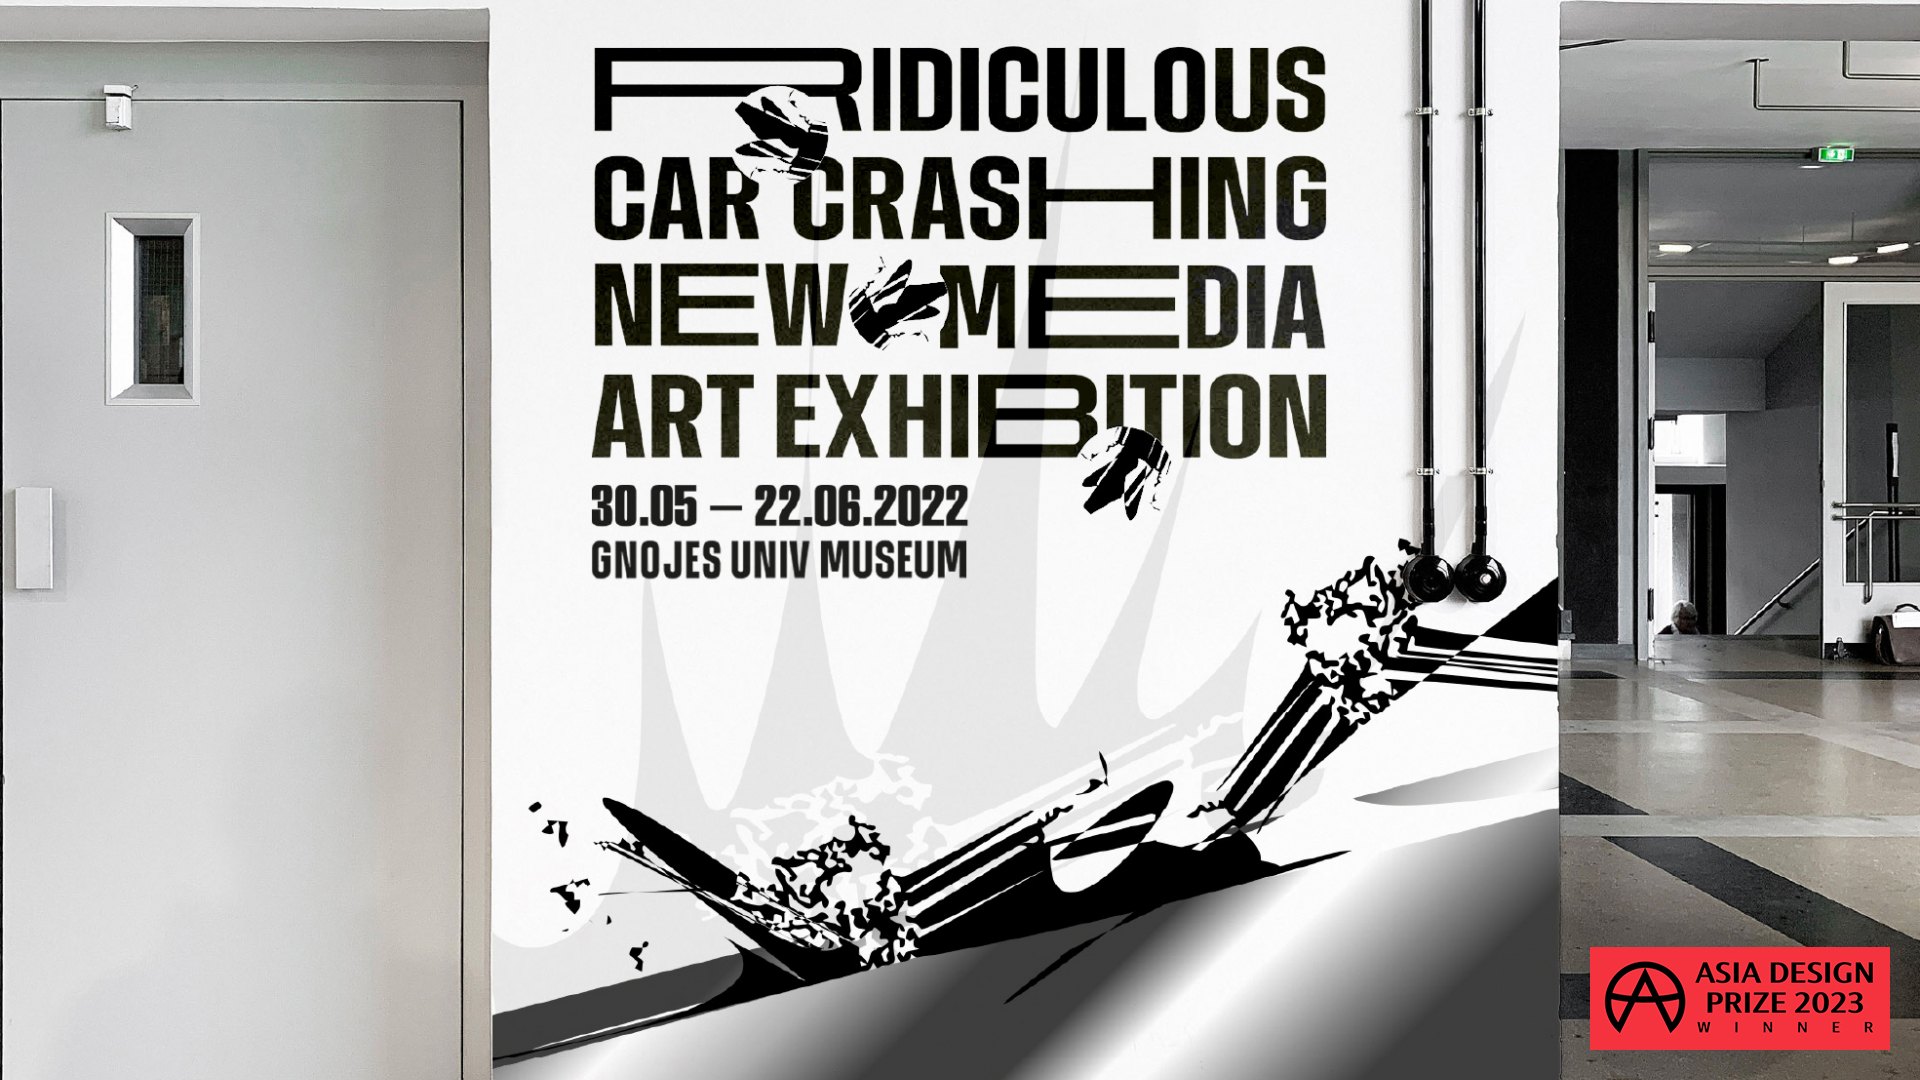 RIDICULOUS
CAR CRASHING
NEW MEDIA
ART EXHIBITION
30.05 — 22.06.2022
GNOJES UNIV MUSEUM
ASIA DESIGN
PRIZE 2023
WINNER